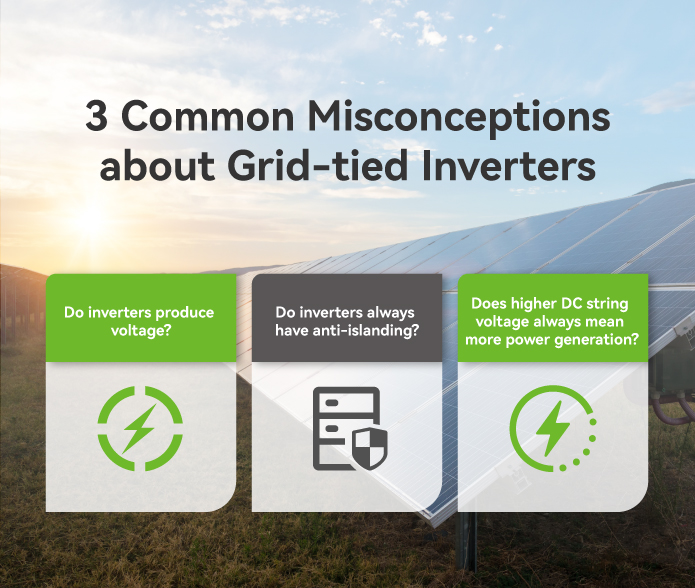 3 Common Misconceptions
about Grid-tied Inverters
Do inverters produce
voltage?
Do inverters always
have anti-islanding?
Does higher DC string
voltage always mean
more power generation?